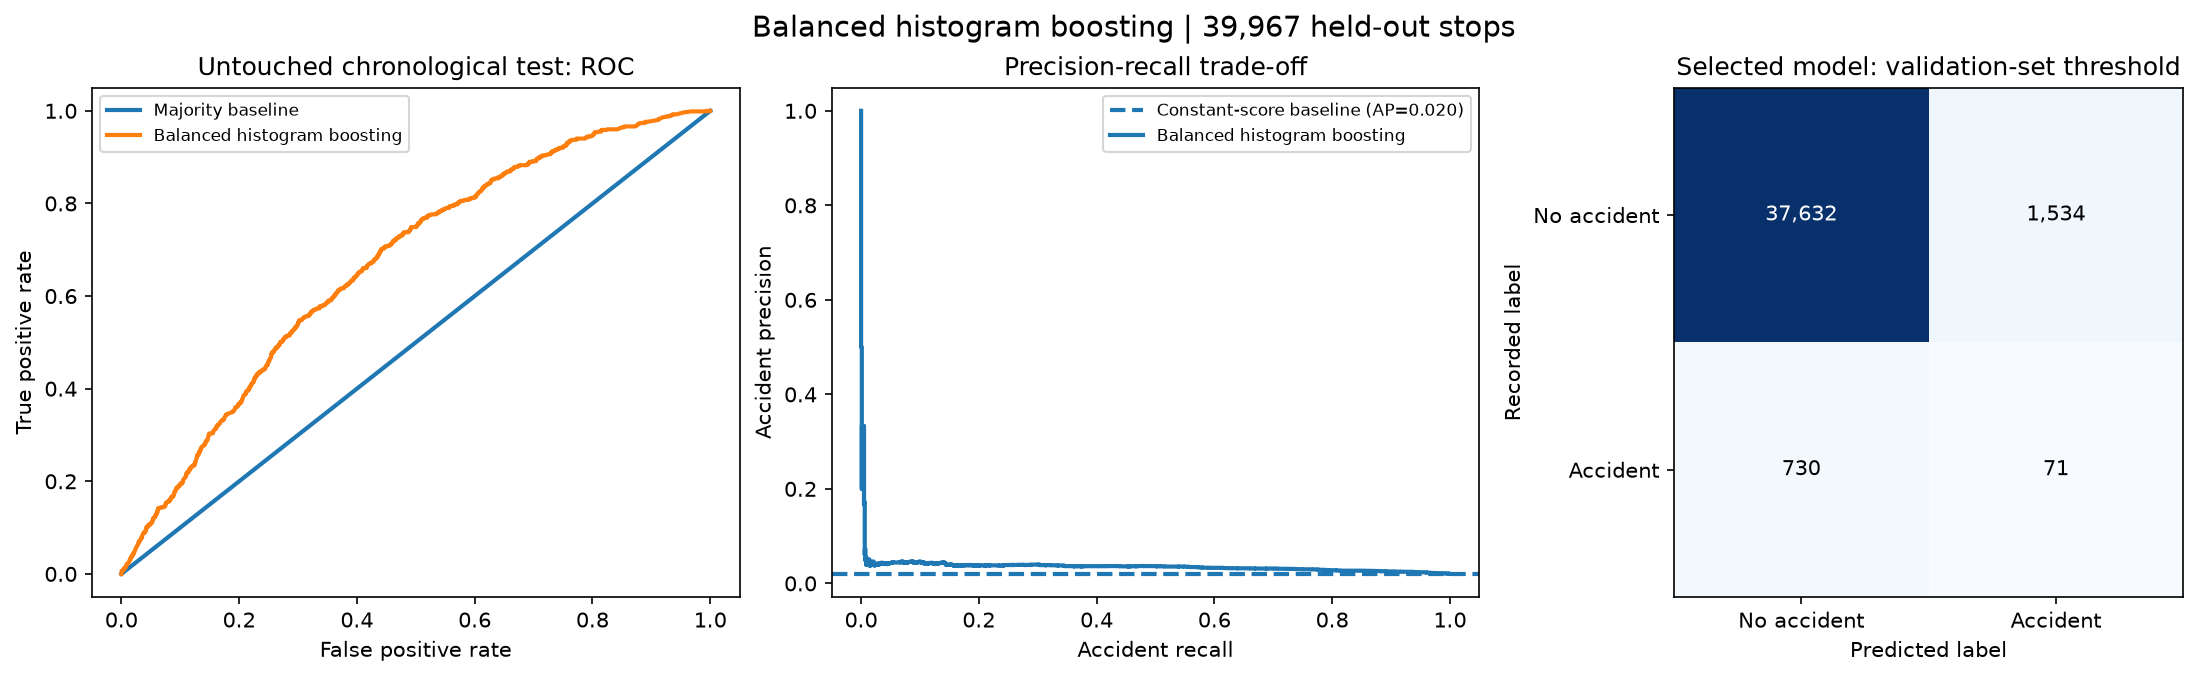 Balanced histogram boosting | 39,967 held-out stops
Untouched chronological test: ROC
Majority baseline
Balanced histogram boosting
True positive rate
1.0
0.8
0.6
0.4
0.2
0.0
0.0 0.2 0.4 0.6 0.8 1.0
False positive rate
Precision-recall trade-off
Constant-score baseline (AP=0.020)
Balanced histogram boosting
Accident precision
1.0
0.8
0.6
0.4
0.2
0.0
0.0 0.2 0.4 0.6 0.8 1.0
Accident recall
Selected model: validation-set threshold
Recorded label
No accident 37,632 1,534
Accident 730 71
No accident Accident
Predicted label